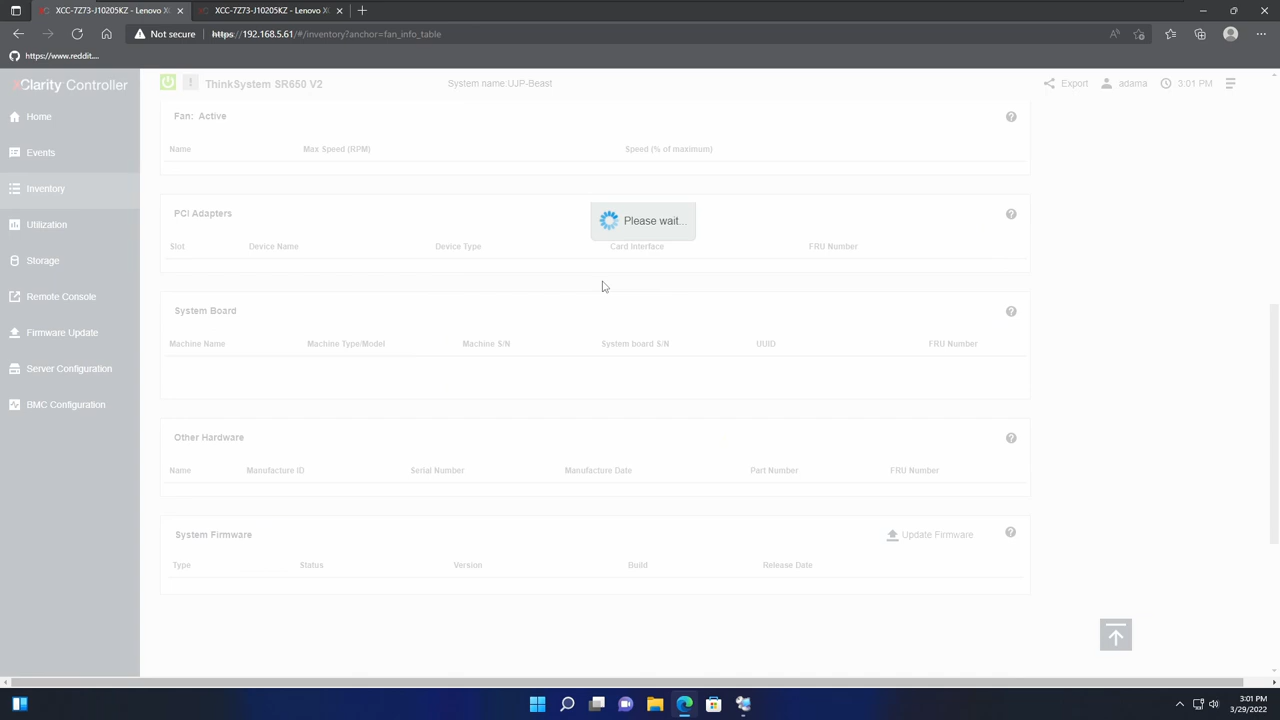 XCC-7Z73-J10205KZ - Lenovo X
XCC-7Z73-J10205KZ - Lenovo X
Not secure
https://192.168.5.61/#/inventory?anchor=fan_info_table
https://www.reddit....
Clarity Controller
ThinkSystem SR650 V2
System name:UJP-Beast
Export
adama
3:01 PM
Home
Events
Inventory
Utilization
Storage
Remote Console
Firmware Update
Server Configuration
BMC Configuration
Fan: Active
Name Max Speed (RPM) Speed (% of maximum)
PCI Adapters
Please wait...
Slot Device Name Device Type Card Interface FRU Number
System Board
Machine Name Machine Type/Model Machine S/N System board S/N UUID FRU Number
Other Hardware
Name Manufacture ID Serial Number Manufacture Date Part Number FRU Number
System Firmware
Update Firmware
Type Status Version Build Release Date
3:01 PM
3/29/2022